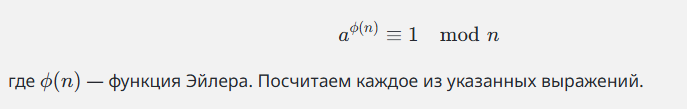 a^{ϕ(n)} ≡ 1 mod n
где ϕ(n) — функция Эйлера. Посчитаем каждое из указанных выражений.